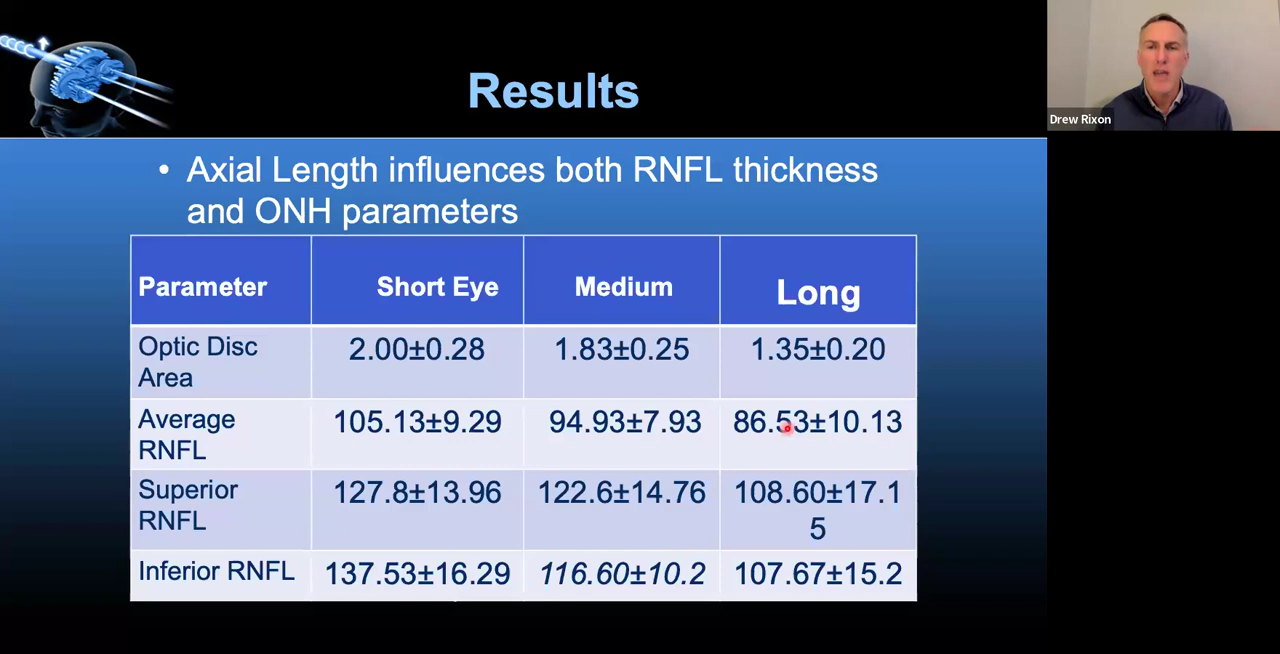 Results
Drew Rixon
• Axial Length influences both RNFL thickness
and ONH parameters
Parameter Short Eye Medium Long
Optic Disc
Area
2.00±0.28 1.83±0.25 1.35±0.20
Average
RNFL
105.13±9.29 94.93±7.93 86.53±10.13
Superior
RNFL
127.8±13.96 122.6±14.76 108.60±17.1
5
Inferior RNFL 137.53±16.29 116.60±10.2 107.67±15.2